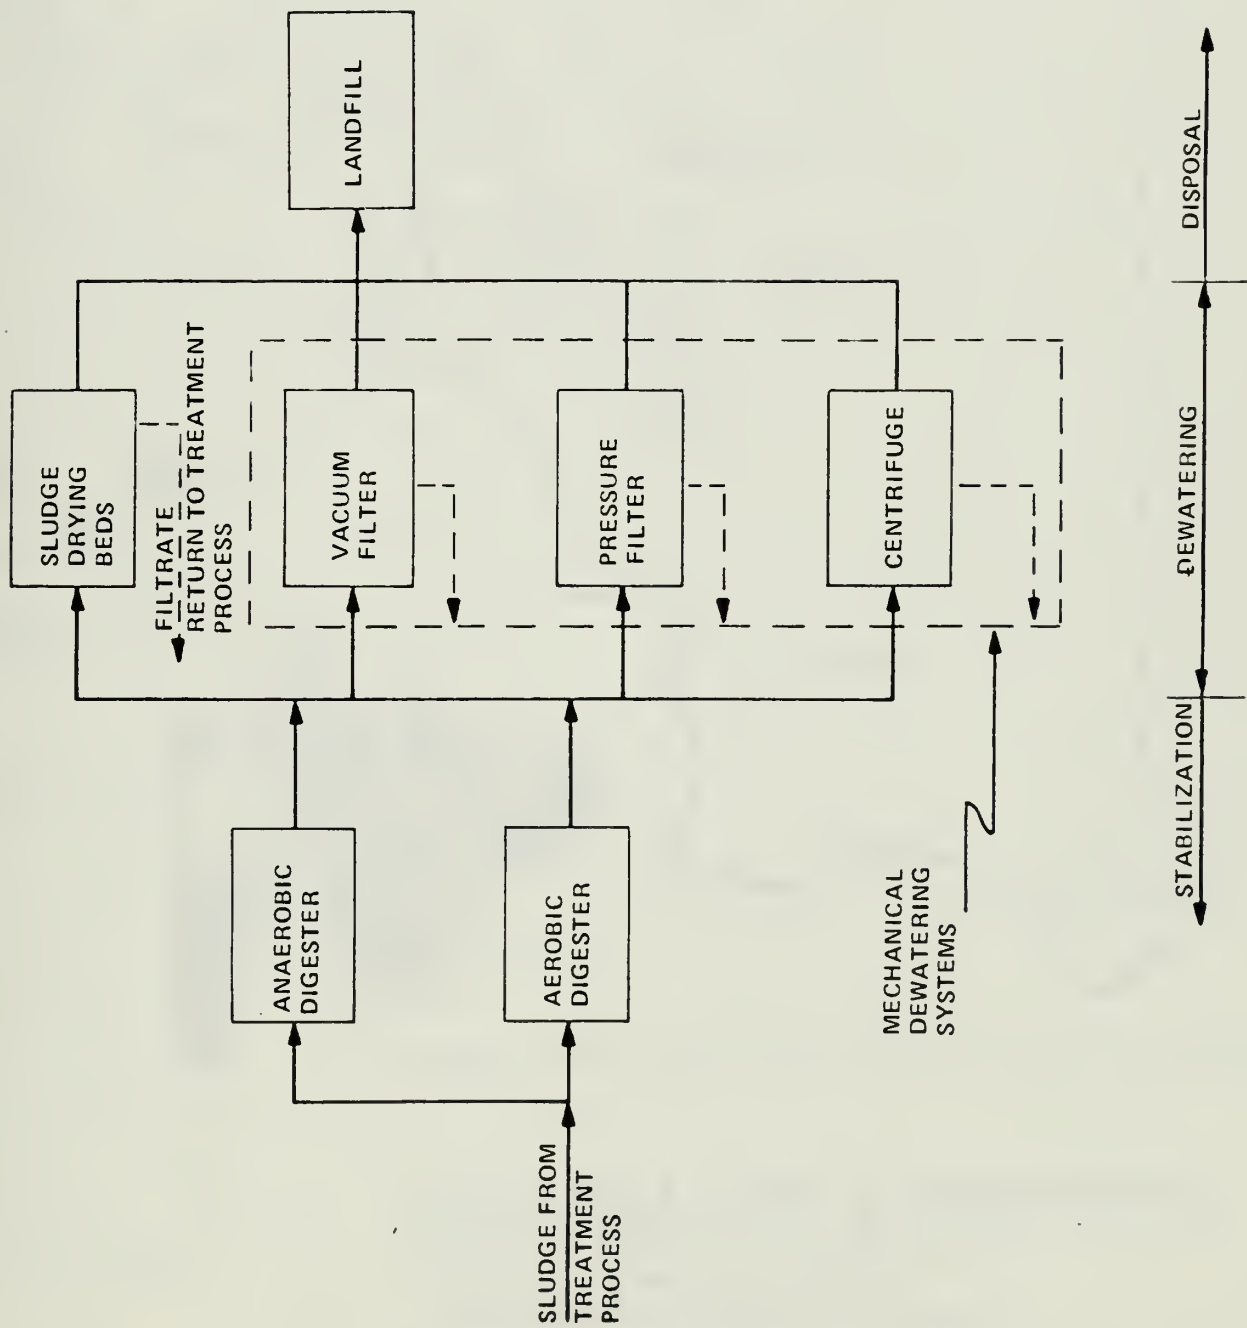 SLUDGE FROM
TREATMENT
PROCESS
ANAEROBIC
DIGESTER
AEROBIC
DIGESTER
SLUDGE
DRYING
BEDS
FILTRATE
RETURN TO TREATMENT
PROCESS
VACUUM
FILTER
PRESSURE
FILTER
CENTRIFUGE
LANDFILL
MECHANICAL
DEWATERING
SYSTEMS
STABILIZATION
DEWATERING
DISPOSAL